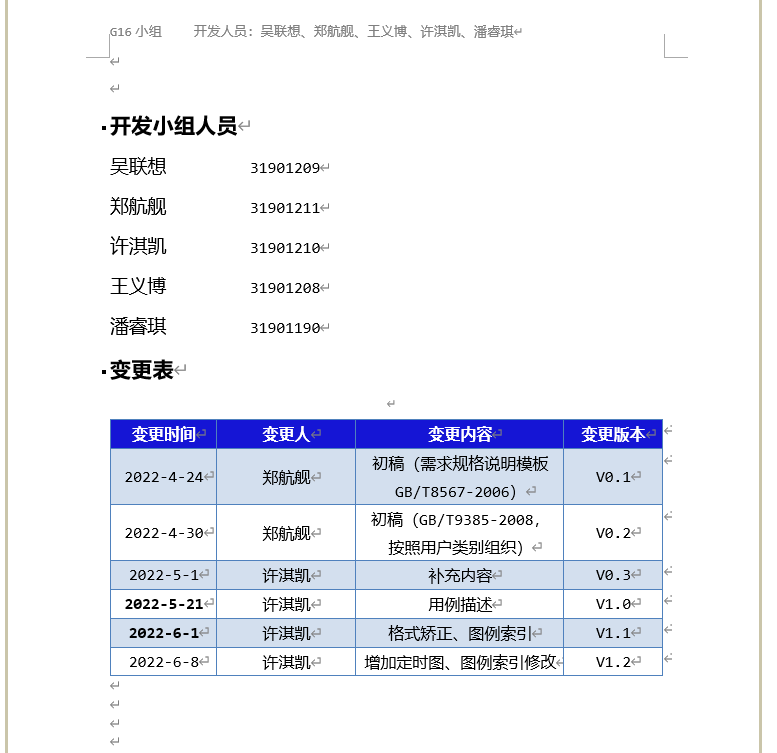 G16 小组 开发人员：吴联想、郑航舰、王义博、许淇凯、潘睿琪
开发小组人员
吴联想 31901209
郑航舰 31901211
许淇凯 31901210
王义博 31901208
潘睿琪 31901190
变更表
变更时间 变更人 变更内容 变更版本
2022-4-24 郑航舰 初稿（需求规格说明模板 V0.1
GB/T8567-2006）
2022-4-30 郑航舰 初稿（GB/T9385-2008， V0.2
按照用户类别组织）
2022-5-1 许淇凯 补充内容 V0.3
2022-5-21 许淇凯 用例描述 V1.0
2022-6-1 许淇凯 格式矫正、图例索引 V1.1
2022-6-8 许淇凯 增加定时图、图例索引修改 V1.2